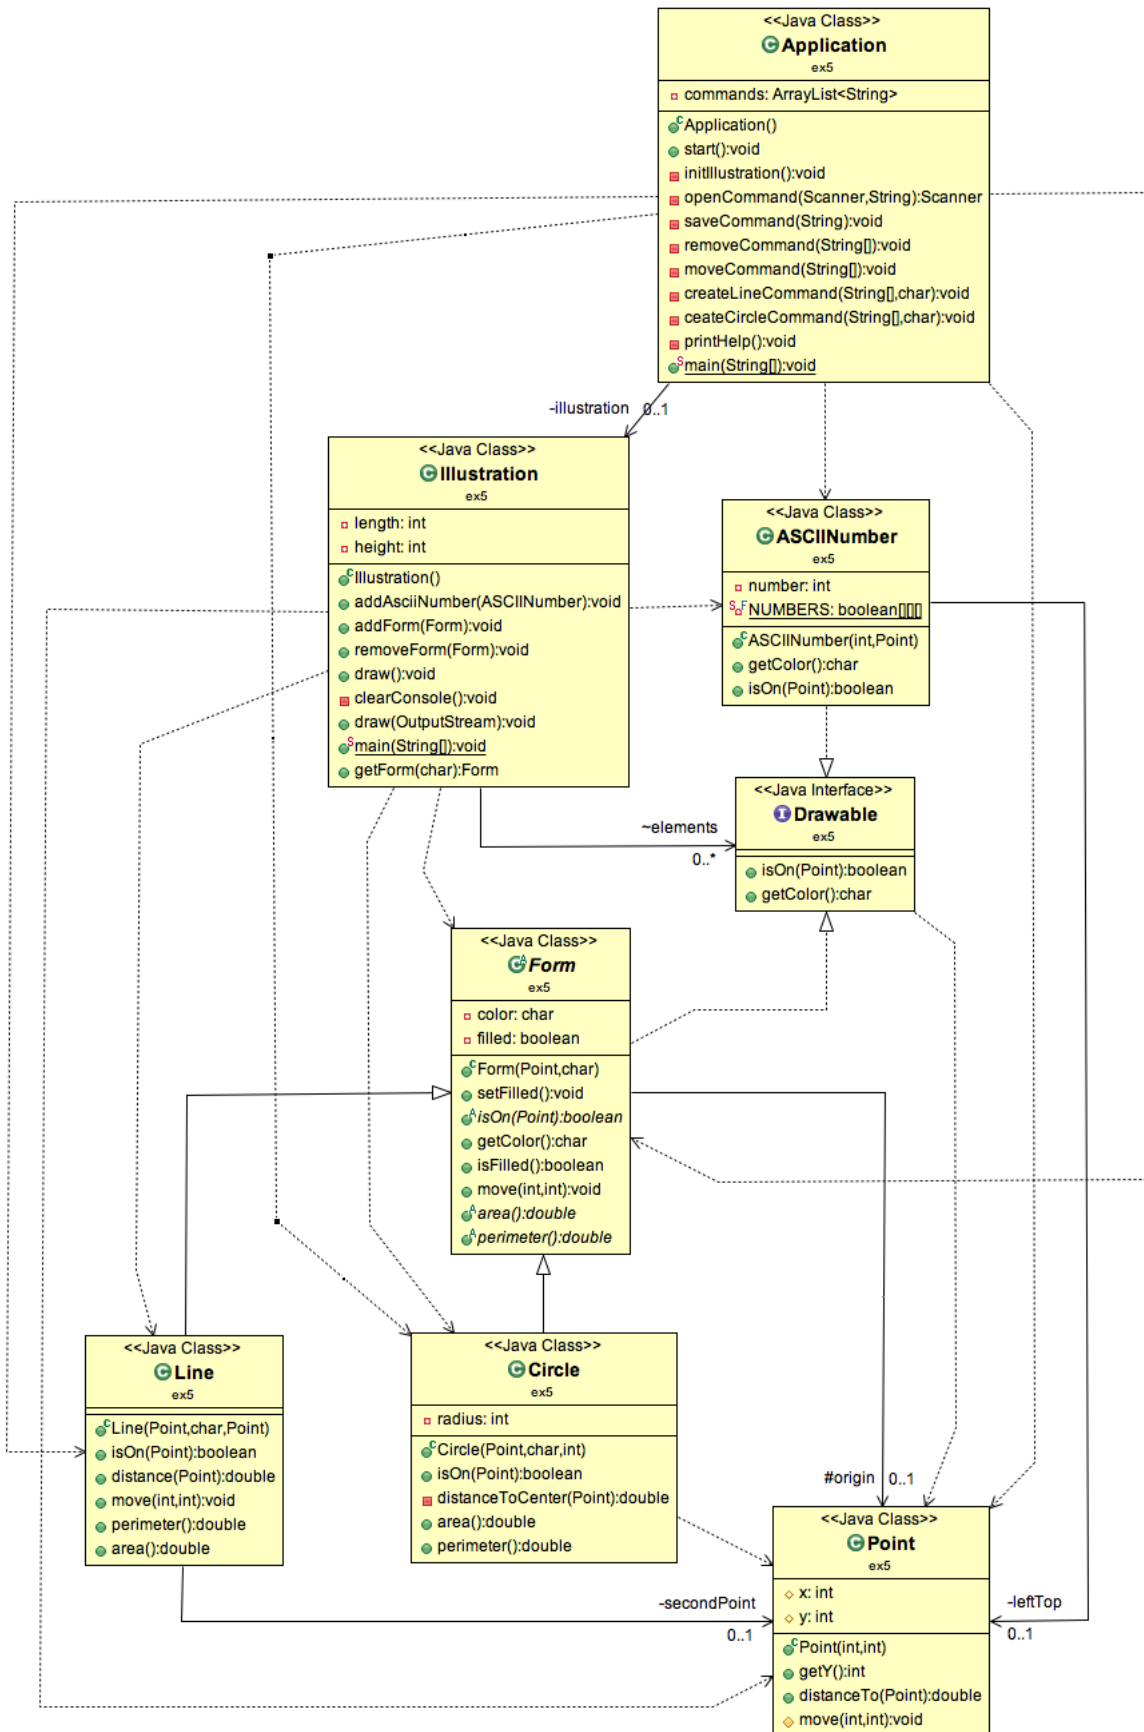 <<Java Class>>
Application
ex5
commands: ArrayList<String>
Application()
start():void
initIllustration():void
openCommand(Scanner,String):Scanner
saveCommand(String):void
removeCommand(String[]):void
moveCommand(String[]):void
createLineCommand(String[],char):void
ceateCircleCommand(String[],char):void
printHelp():void
main(String[]):void
-illustration 0..1
<<Java Class>>
Illustration
ex5
length: int
height: int
Illustration()
addAsciiNumber(ASCIINumber):void
addForm(Form):void
removeForm(Form):void
draw():void
clearConsole():void
draw(OutputStream):void
main(String[]):void
getForm(char):Form
<<Java Class>>
ASCIINumber
ex5
number: int
NUMBERS: boolean[][][]
ASCIINumber(int,Point)
getColor():char
isOn(Point):boolean
~elements
0..*
<<Java Interface>>
Drawable
ex5
isOn(Point):boolean
getColor():char
<<Java Class>>
Form
ex5
color: char
filled: boolean
Form(Point,char)
setFilled():void
isOn(Point):boolean
getColor():char
isFilled():boolean
move(int,int):void
area():double
perimeter():double
<<Java Class>>
Line
ex5
Line(Point,char,Point)
isOn(Point):boolean
distance(Point):double
move(int,int):void
perimeter():double
area():double
<<Java Class>>
Circle
ex5
radius: int
Circle(Point,char,int)
isOn(Point):boolean
distanceToCenter(Point):double
area():double
perimeter():double
#origin 0..1
-secondPoint
0..1
-leftTop
0..1
<<Java Class>>
Point
ex5
x: int
y: int
Point(int,int)
getY():int
distanceTo(Point):double
move(int,int):void